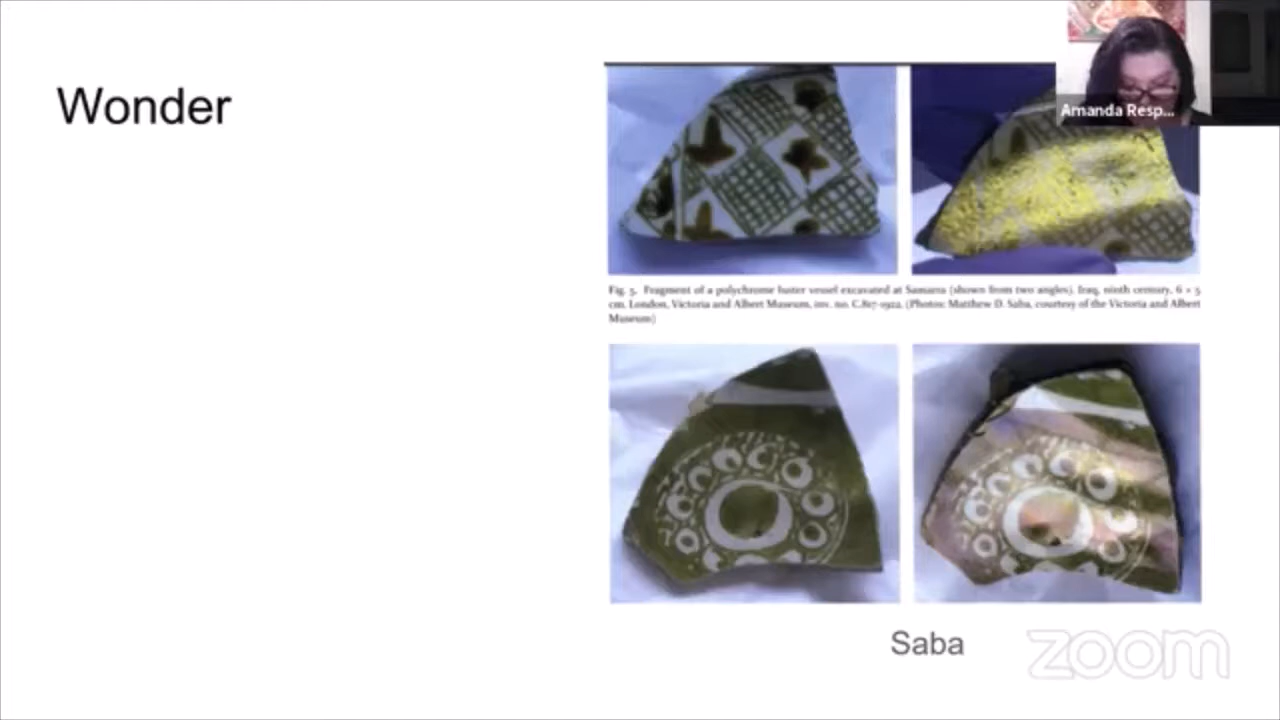 Wonder
Amanda Resp...
Fig. 5. Fragment of a polychrome luster vessel excavated at Samarra (shown from two angles). Iraq, ninth century, 6 × 5
cm. London, Victoria and Albert Museum, inv. no. C.817-1922. (Photos: Matthew D. Saba, courtesy of the Victoria and Albert
Museum)
Saba
zoom